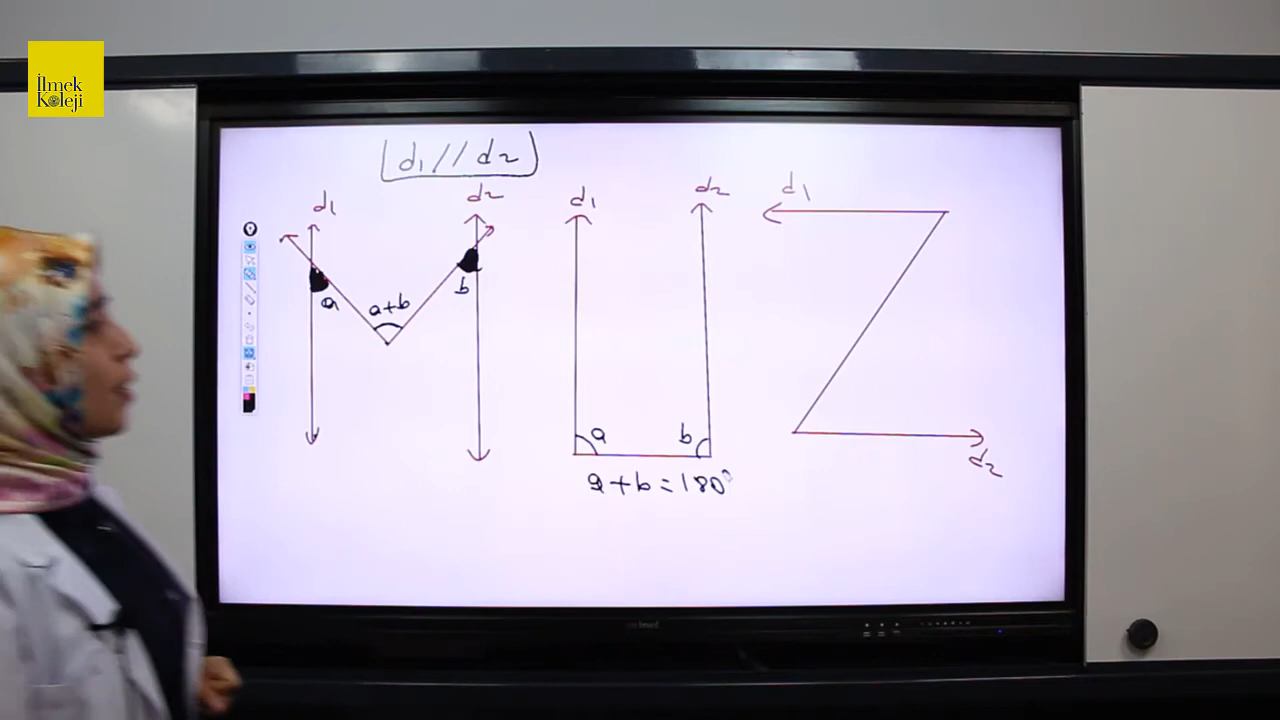 İlmek
Koleji
d1 // d2
d1
d2
a
a+b
b
d1
d2
a
b
a+b=180°
d1
d2